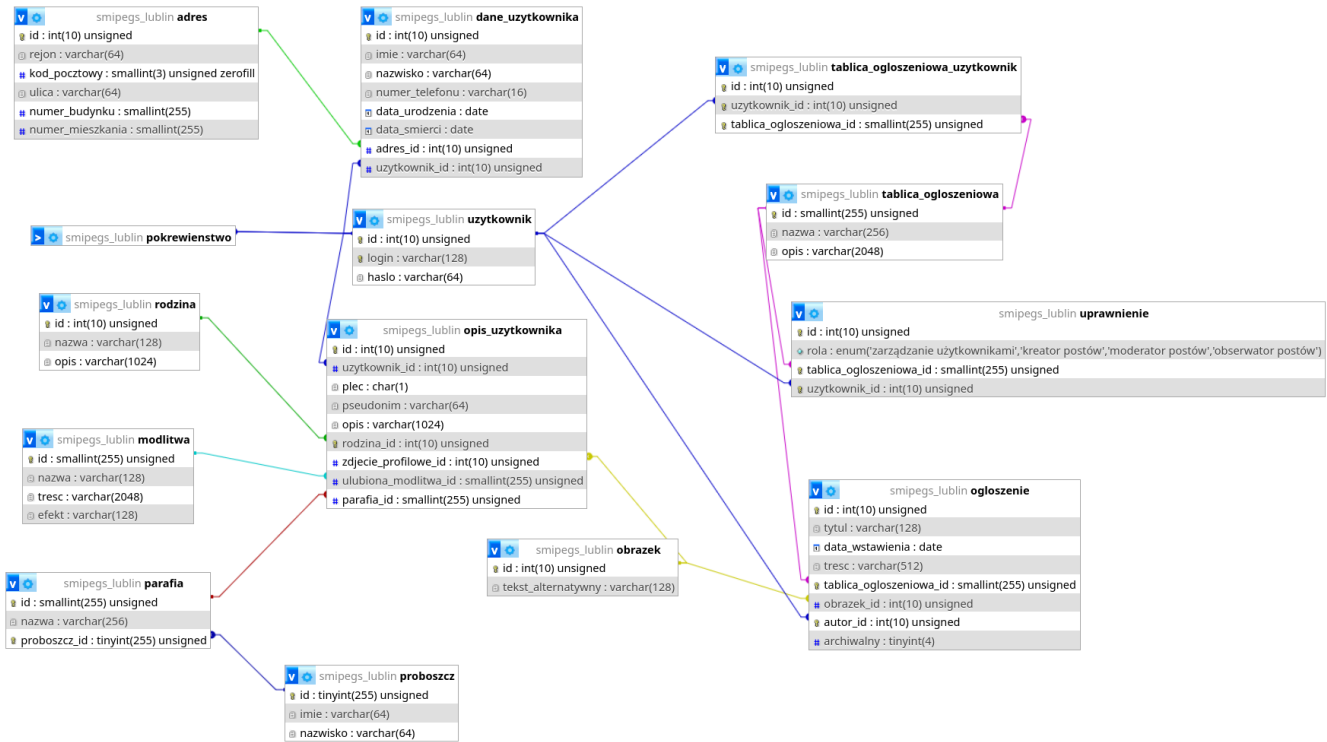 smipegs_lublin adres
id : int(10) unsigned
rejon : varchar(64)
kod_pocztowy : smallint(3) unsigned zerofill
ulica : varchar(64)
numer_budynku : smallint(255)
numer_mieszkania : smallint(255)
smipegs_lublin dane_uzytkownika
id : int(10) unsigned
imie : varchar(64)
nazwisko : varchar(64)
numer_telefonu : varchar(16)
data_urodzenia : date
data_smierci : date
adres_id : int(10) unsigned
uzytkownik_id : int(10) unsigned
smipegs_lublin tablica_ogloszeniowa_uzytkownik
id : int(10) unsigned
uzytkownik_id : int(10) unsigned
tablica_ogloszeniowa_id : smallint(255) unsigned
smipegs_lublin tablica_ogloszeniowa
id : smallint(255) unsigned
nazwa : varchar(256)
opis : varchar(2048)
smipegs_lublin pokrewienstwo
smipegs_lublin uzytkownik
id : int(10) unsigned
login : varchar(128)
haslo : varchar(64)
smipegs_lublin rodzina
id : int(10) unsigned
nazwa : varchar(128)
opis : varchar(1024)
smipegs_lublin opis_uzytkownika
id : int(10) unsigned
uzytkownik_id : int(10) unsigned
plec : char(1)
pseudonim : varchar(64)
opis : varchar(1024)
rodzina_id : int(10) unsigned
zdjecie_profilowe_id : int(10) unsigned
ulubiona_modlitwa_id : smallint(255) unsigned
parafia_id : smallint(255) unsigned
smipegs_lublin uprawnienie
id : int(10) unsigned
rola : enum('zarządzanie użytkownikami','kreator postów','moderator postów','obserwator postów')
tablica_ogloszeniowa_id : smallint(255) unsigned
uzytkownik_id : int(10) unsigned
smipegs_lublin modlitwa
id : smallint(255) unsigned
nazwa : varchar(128)
tresc : varchar(2048)
efekt : varchar(128)
smipegs_lublin obrazek
id : int(10) unsigned
tekst_alternatywny : varchar(128)
smipegs_lublin ogloszenie
id : int(10) unsigned
tytul : varchar(128)
data_wstawienia : date
tresc : varchar(512)
tablica_ogloszeniowa_id : smallint(255) unsigned
obrazek_id : int(10) unsigned
autor_id : int(10) unsigned
archiwalny : tinyint(4)
smipegs_lublin parafia
id : smallint(255) unsigned
nazwa : varchar(256)
proboszcz_id : tinyint(255) unsigned
smipegs_lublin proboszcz
id : tinyint(255) unsigned
imie : varchar(64)
nazwisko : varchar(64)